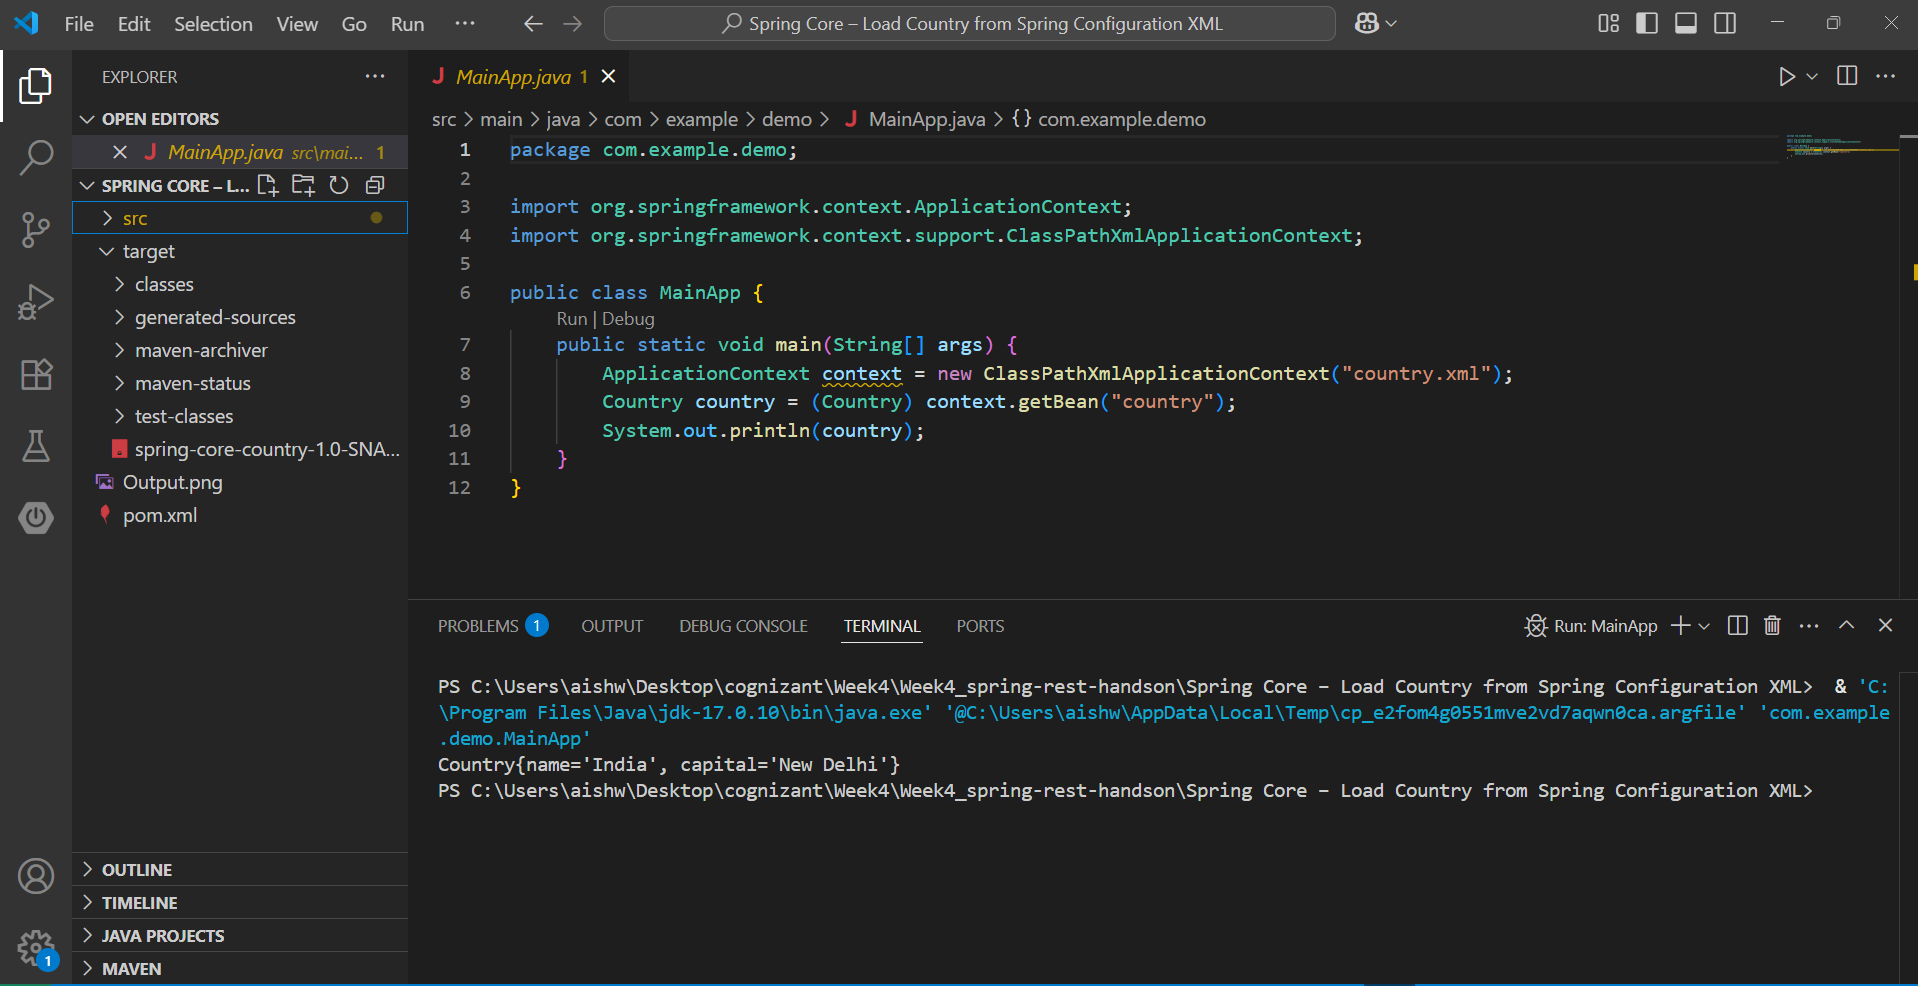 File Edit Selection View Go Run ··· Spring Core – Load Country from Spring Configuration XML
EXPLORER ···
OPEN EDITORS
J MainApp.java src\mai... 1
SPRING CORE – L...
src
target
classes
generated-sources
maven-archiver
maven-status
test-classes
spring-core-country-1.0-SNA...
Output.png
pom.xml
OUTLINE
TIMELINE
JAVA PROJECTS
MAVEN
1
J MainApp.java 1
src > main > java > com > example > demo > J MainApp.java > {} com.example.demo
1 package com.example.demo;
2
3 import org.springframework.context.ApplicationContext;
4 import org.springframework.context.support.ClassPathXmlApplicationContext;
5
6 public class MainApp {
Run | Debug
7 public static void main(String[] args) {
8 ApplicationContext context = new ClassPathXmlApplicationContext("country.xml");
9 Country country = (Country) context.getBean("country");
10 System.out.println(country);
11 }
12 }
PROBLEMS 1 OUTPUT DEBUG CONSOLE TERMINAL PORTS Run: MainApp
PS C:\Users\aishw\Desktop\cognizant\Week4\Week4_spring-rest-handson\Spring Core – Load Country from Spring Configuration XML> & 'C:
\Program Files\Java\jdk-17.0.10\bin\java.exe' '@C:\Users\aishw\AppData\Local\Temp\cp_e2fom4g0551mve2vd7aqwn0ca.argfile' 'com.example
.demo.MainApp'
Country{name='India', capital='New Delhi'}
PS C:\Users\aishw\Desktop\cognizant\Week4\Week4_spring-rest-handson\Spring Core – Load Country from Spring Configuration XML>